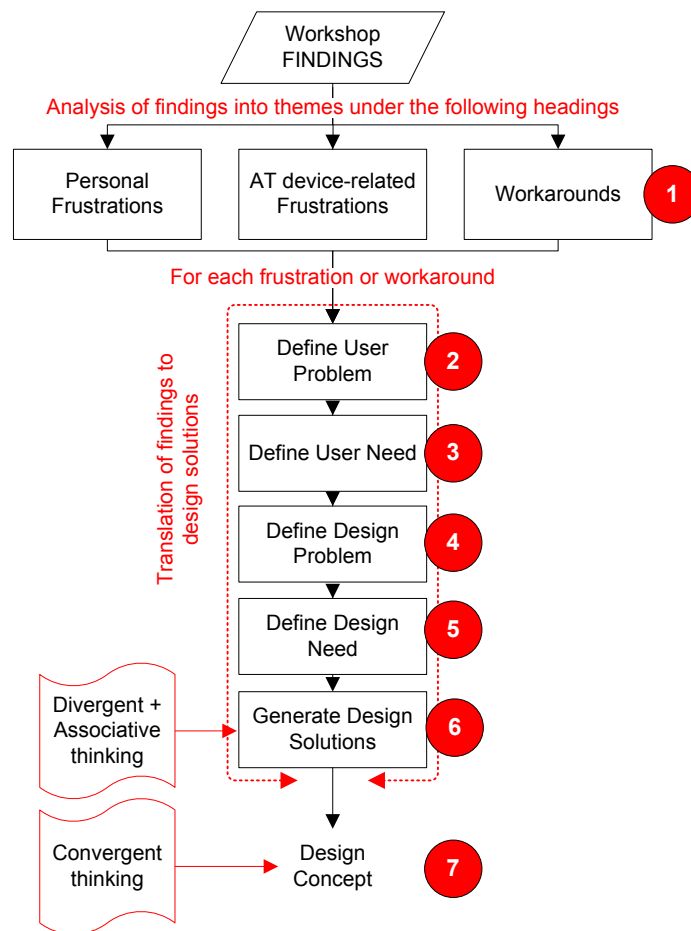 Workshop
FINDINGS
Analysis of findings into themes under the following headings
Personal
Frustrations
AT device-related
Frustrations
Workarounds
1
For each frustration or workaround
Translation of findings to
design solutions
Define User
Problem
2
Define User Need
3
Define Design
Problem
4
Define Design
Need
5
Divergent +
Associative
thinking
Generate Design
Solutions
6
Convergent
thinking
Design
Concept
7